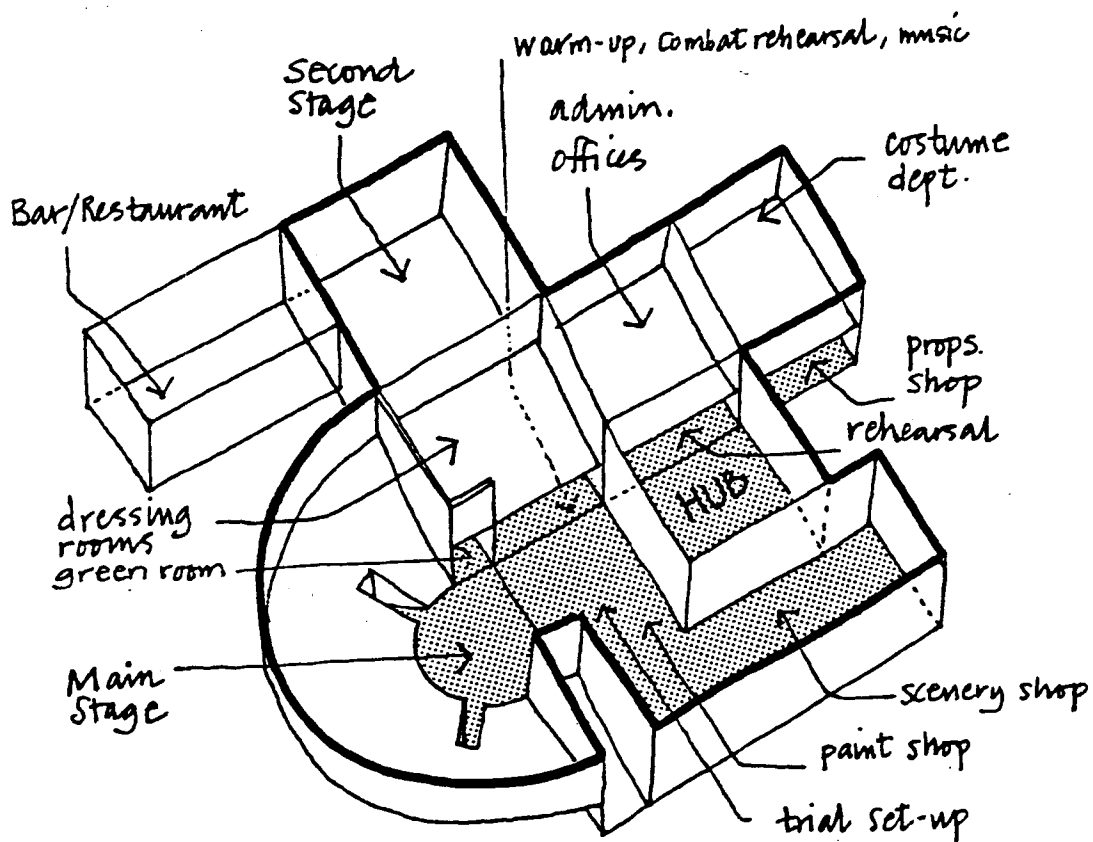 warm-up, combat rehearsal, music
Second
Stage
admin.
offices
costume
dept.
Bar/Restaurant
props.
shop
rehearsal
HUB
dressing
rooms
green room
Main
Stage
scenery shop
paint shop
trial set-up